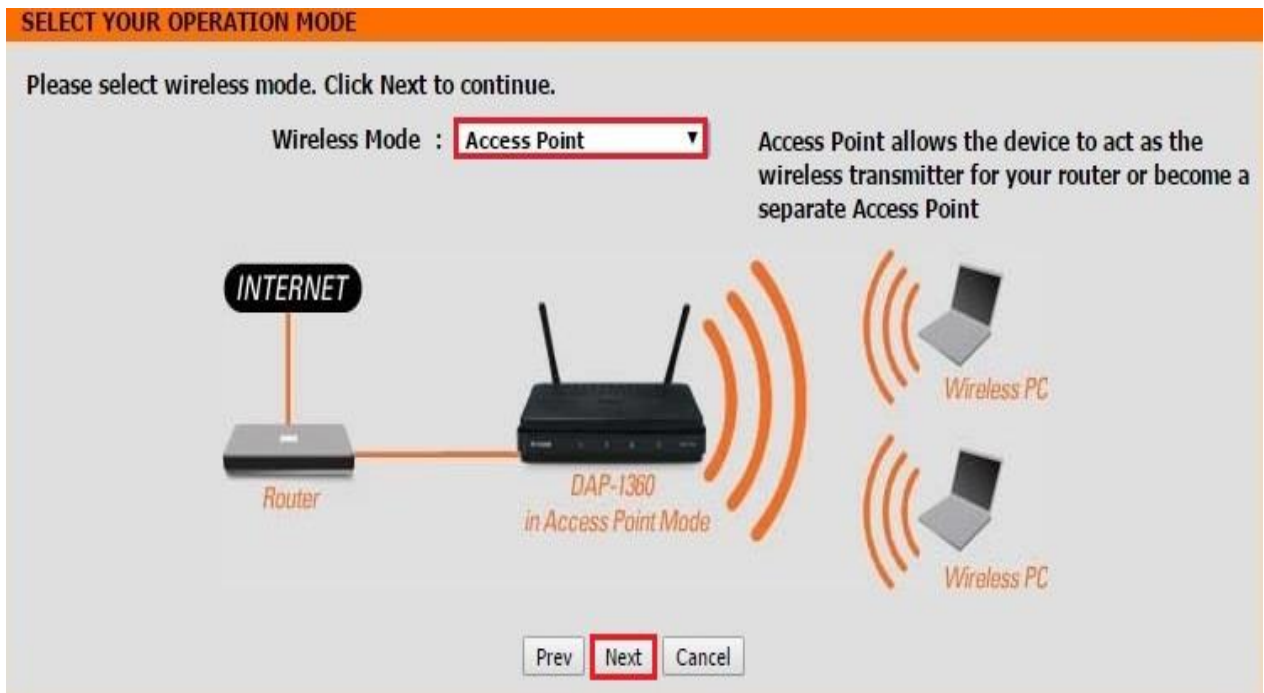 SELECT YOUR OPERATION MODE
Please select wireless mode. Click Next to continue.
Wireless Mode : Access Point
Access Point allows the device to act as the
wireless transmitter for your router or become a
separate Access Point
INTERNET
Router
DAP-1360
in Access Point Mode
Wireless PC
Wireless PC
Prev Next Cancel